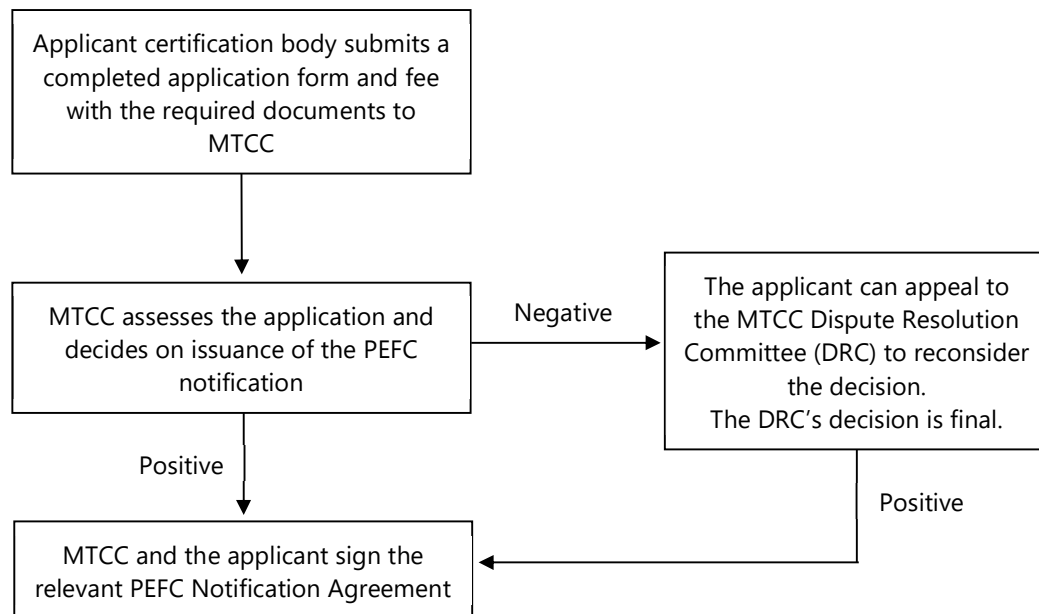 Applicant certification body submits a
completed application form and fee
with the required documents to
MTCC
MTCC assesses the application and
decides on issuance of the PEFC
notification
Negative
The applicant can appeal to
the MTCC Dispute Resolution
Committee (DRC) to reconsider
the decision.
The DRC’s decision is final.
Positive
Positive
MTCC and the applicant sign the
relevant PEFC Notification Agreement